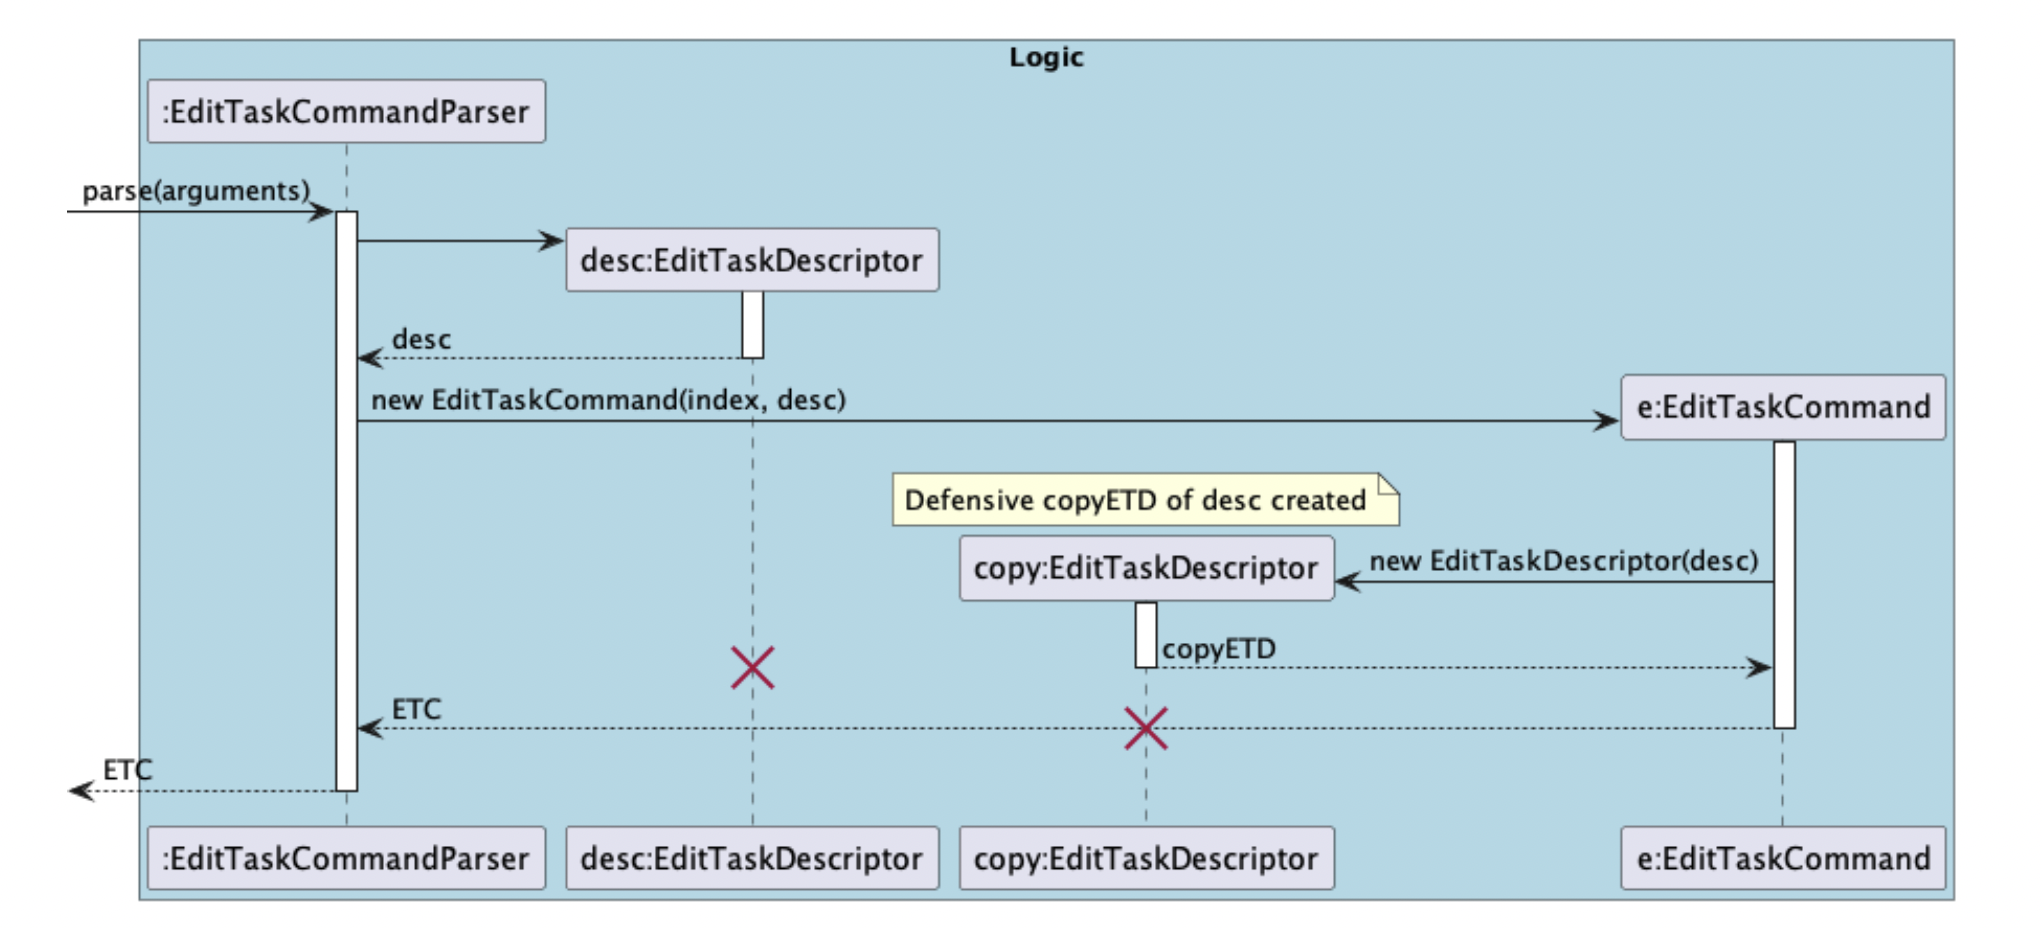 Logic
:EditTaskCommandParser
parse(arguments)
desc:EditTaskDescriptor
desc
new EditTaskCommand(index, desc)
e:EditTaskCommand
Defensive copyETD of desc created
copy:EditTaskDescriptor
new EditTaskDescriptor(desc)
copyETD
ETC
ETC
:EditTaskCommandParser
desc:EditTaskDescriptor
copy:EditTaskDescriptor
e:EditTaskCommand